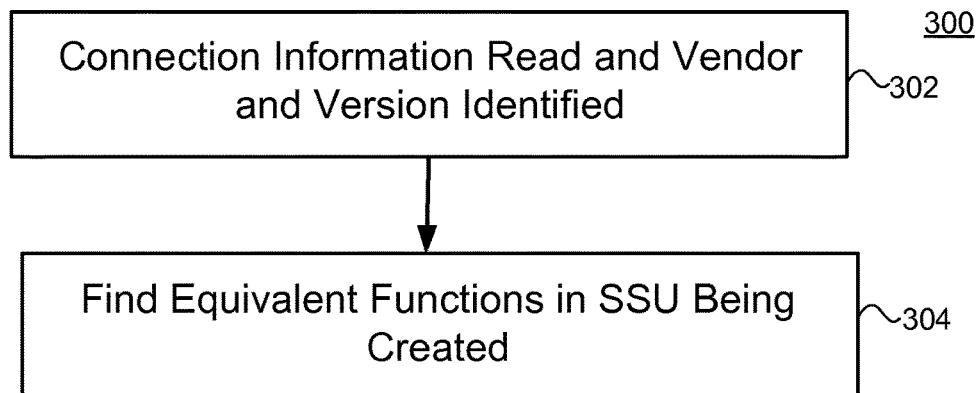 300
Connection Information Read and Vendor
and Version Identified
302
Find Equivalent Functions in SSU Being
Created
304